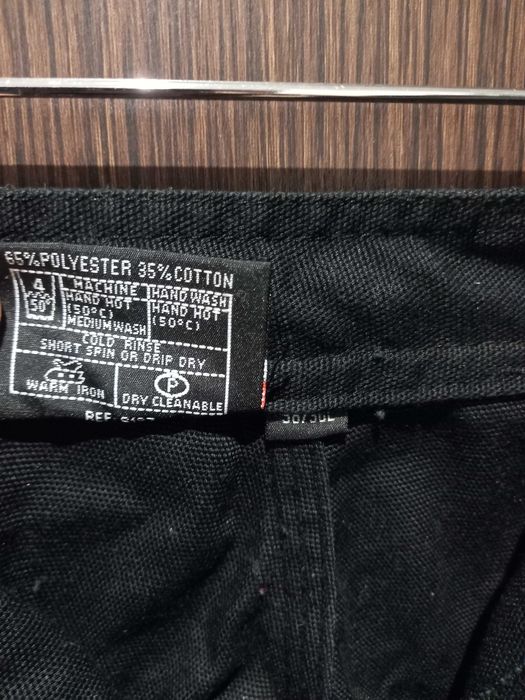 65% POLYESTER 35% COTTON
4
50°
MACHINE
HAND HOT
(50°C)
MEDIUM WASH
HAND WASH
HAND HOT
(50°C)
COLD RINSE
SHORT SPIN OR DRIP DRY
WARM IRON
P
DRY CLEANABLE
REF